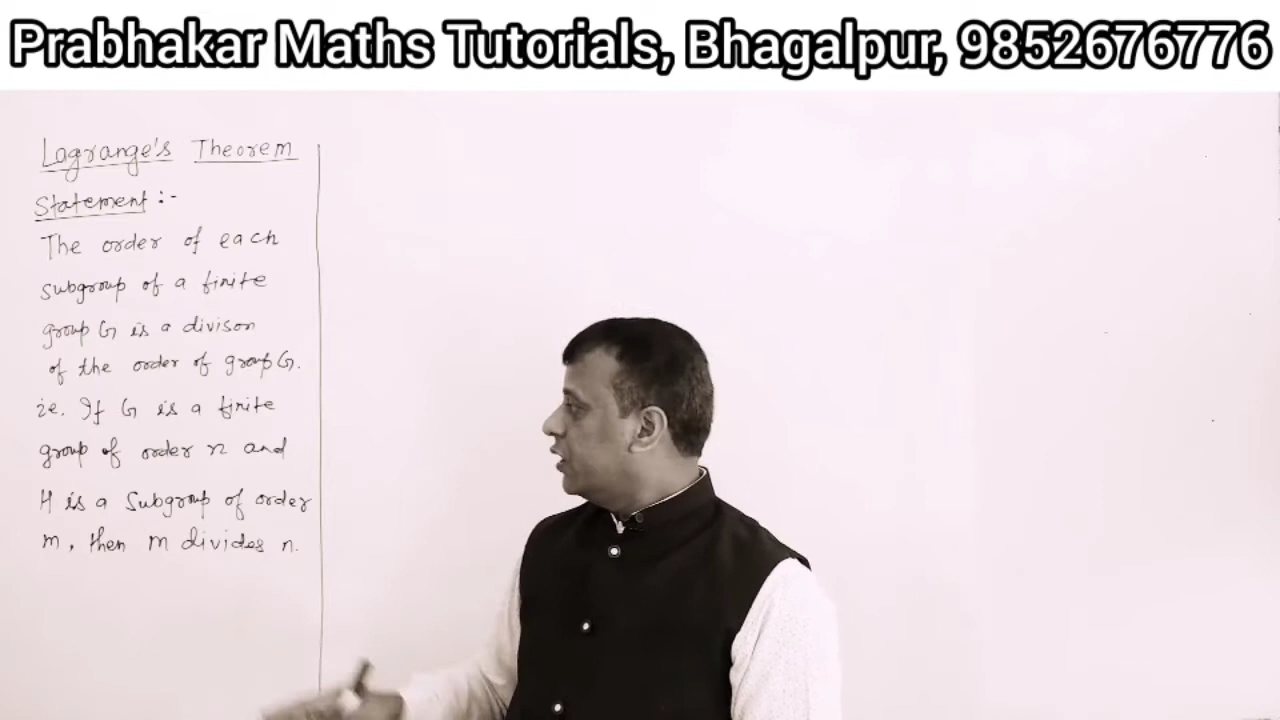 Prabhakar Maths Tutorials, Bhagalpur, 9852676776
Lagrange's Theorem
Statement :-
The order of each
subgroup of a finite
group G is a divison
of the order of group G.
ie. If G is a finite
group of order n and
H is a Subgroup of order
m, then m divides n.